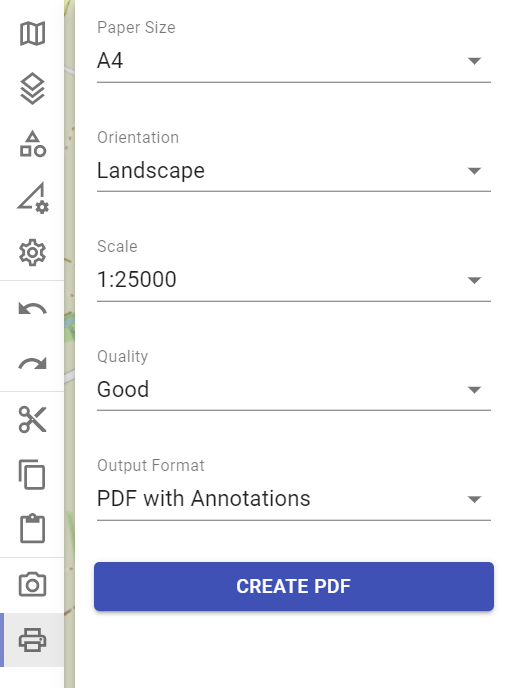 Paper Size
A4
Orientation
Landscape
Scale
1:25000
Quality
Good
Output Format
PDF with Annotations
CREATE PDF